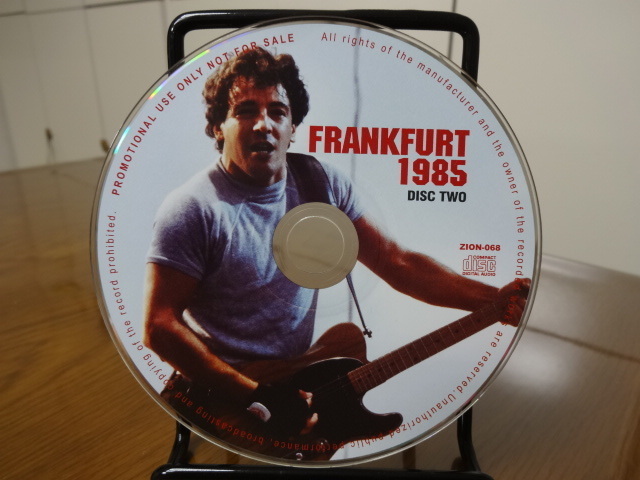 PROMOTIONAL USE ONLY NOT FOR SALE
All rights of the manufacturer and the owner of the record
are reserved.Unauthorized public performance, broadcasting and
copying of the record prohibited.
FRANKFURT
1985
DISC TWO
ZION-068
COMPACT
disc
DIGITAL AUDIO